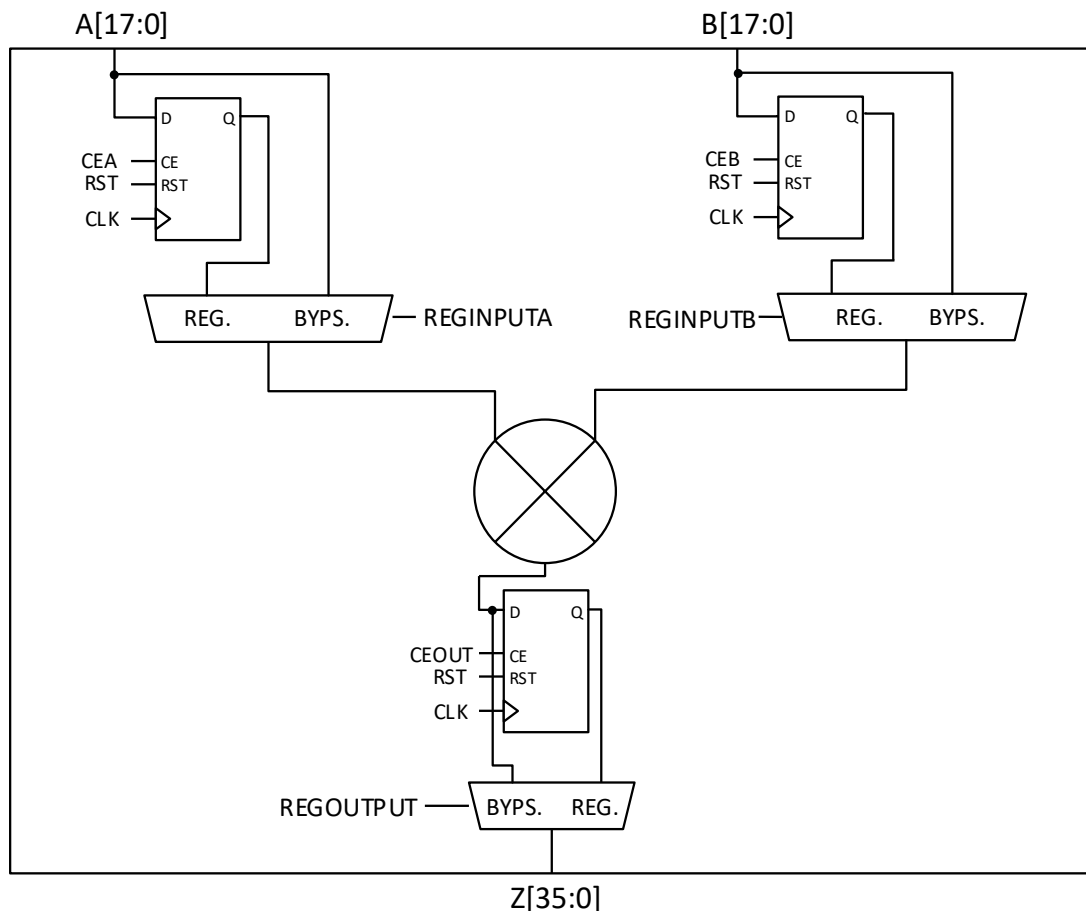 A[17:0]
B[17:0]
D Q
CEA CE
RST RST
CLK
D Q
CEB CE
RST RST
CLK
REG. BYPS. REGINPUTA
REGINPUTB REG. BYPS.
D Q
CEOUT CE
RST RST
CLK
REGOUTPUT BYPS. REG.
Z[35:0]